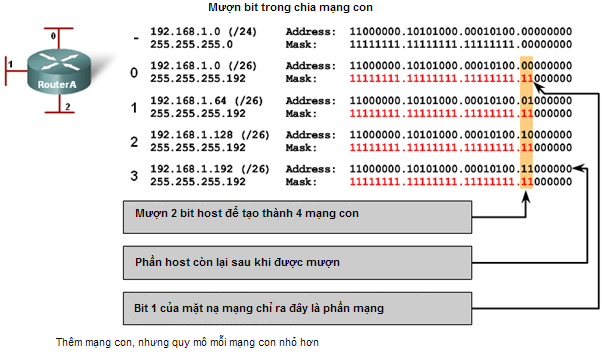 Mượn bit trong chia mạng con
0
1
RouterA
2
- 192.168.1.0 (/24) Address: 11000000.10101000.00010100.00000000
255.255.255.0 Mask: 11111111.11111111.11111111.00000000
0 192.168.1.0 (/26) Address: 11000000.10101000.00010100.00000000
255.255.255.192 Mask: 11111111.11111111.11111111.11000000
1 192.168.1.64 (/26) Address: 11000000.10101000.00010100.01000000
255.255.255.192 Mask: 11111111.11111111.11111111.11000000
2 192.168.1.128 (/26) Address: 11000000.10101000.00010100.10000000
255.255.255.192 Mask: 11111111.11111111.11111111.11000000
3 192.168.1.192 (/26) Address: 11000000.10101000.00010100.11000000
255.255.255.192 Mask: 11111111.11111111.11111111.11000000
Mượn 2 bit host để tạo thành 4 mạng con
Phần host còn lại sau khi được mượn
Bit 1 của mặt nạ mạng chỉ ra đây là phần mạng
Thêm mạng con, nhưng quy mô mỗi mạng con nhỏ hơn